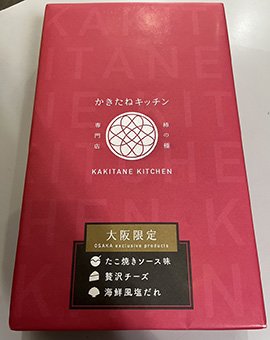 KAKI
TANE
かきたねキッチン
専門店
柿の種
KAKITANE KITCHEN
大阪限定
OSAKA exclusive products
たこ焼きソース味
贅沢チーズ
海鮮風塩だれ